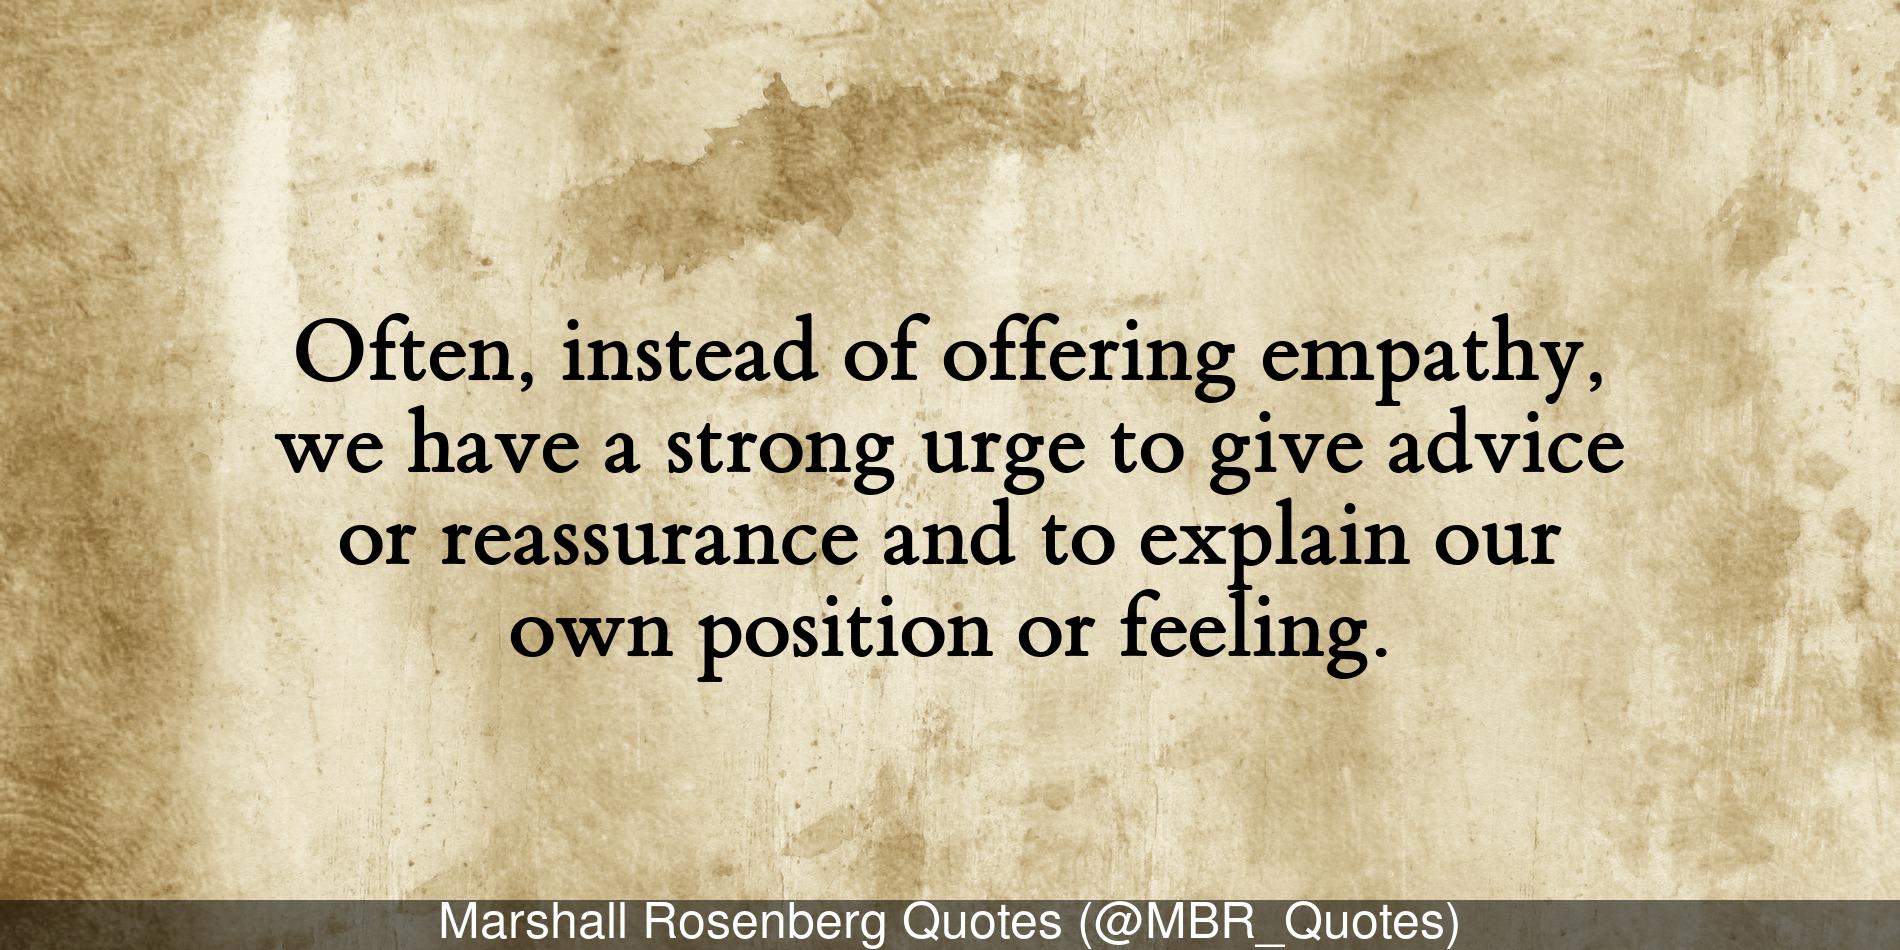 Often, instead of offering empathy,
we have a strong urge to give advice
or reassurance and to explain our
own position or feeling.
Marshall Rosenberg Quotes (@MBR_Quotes)